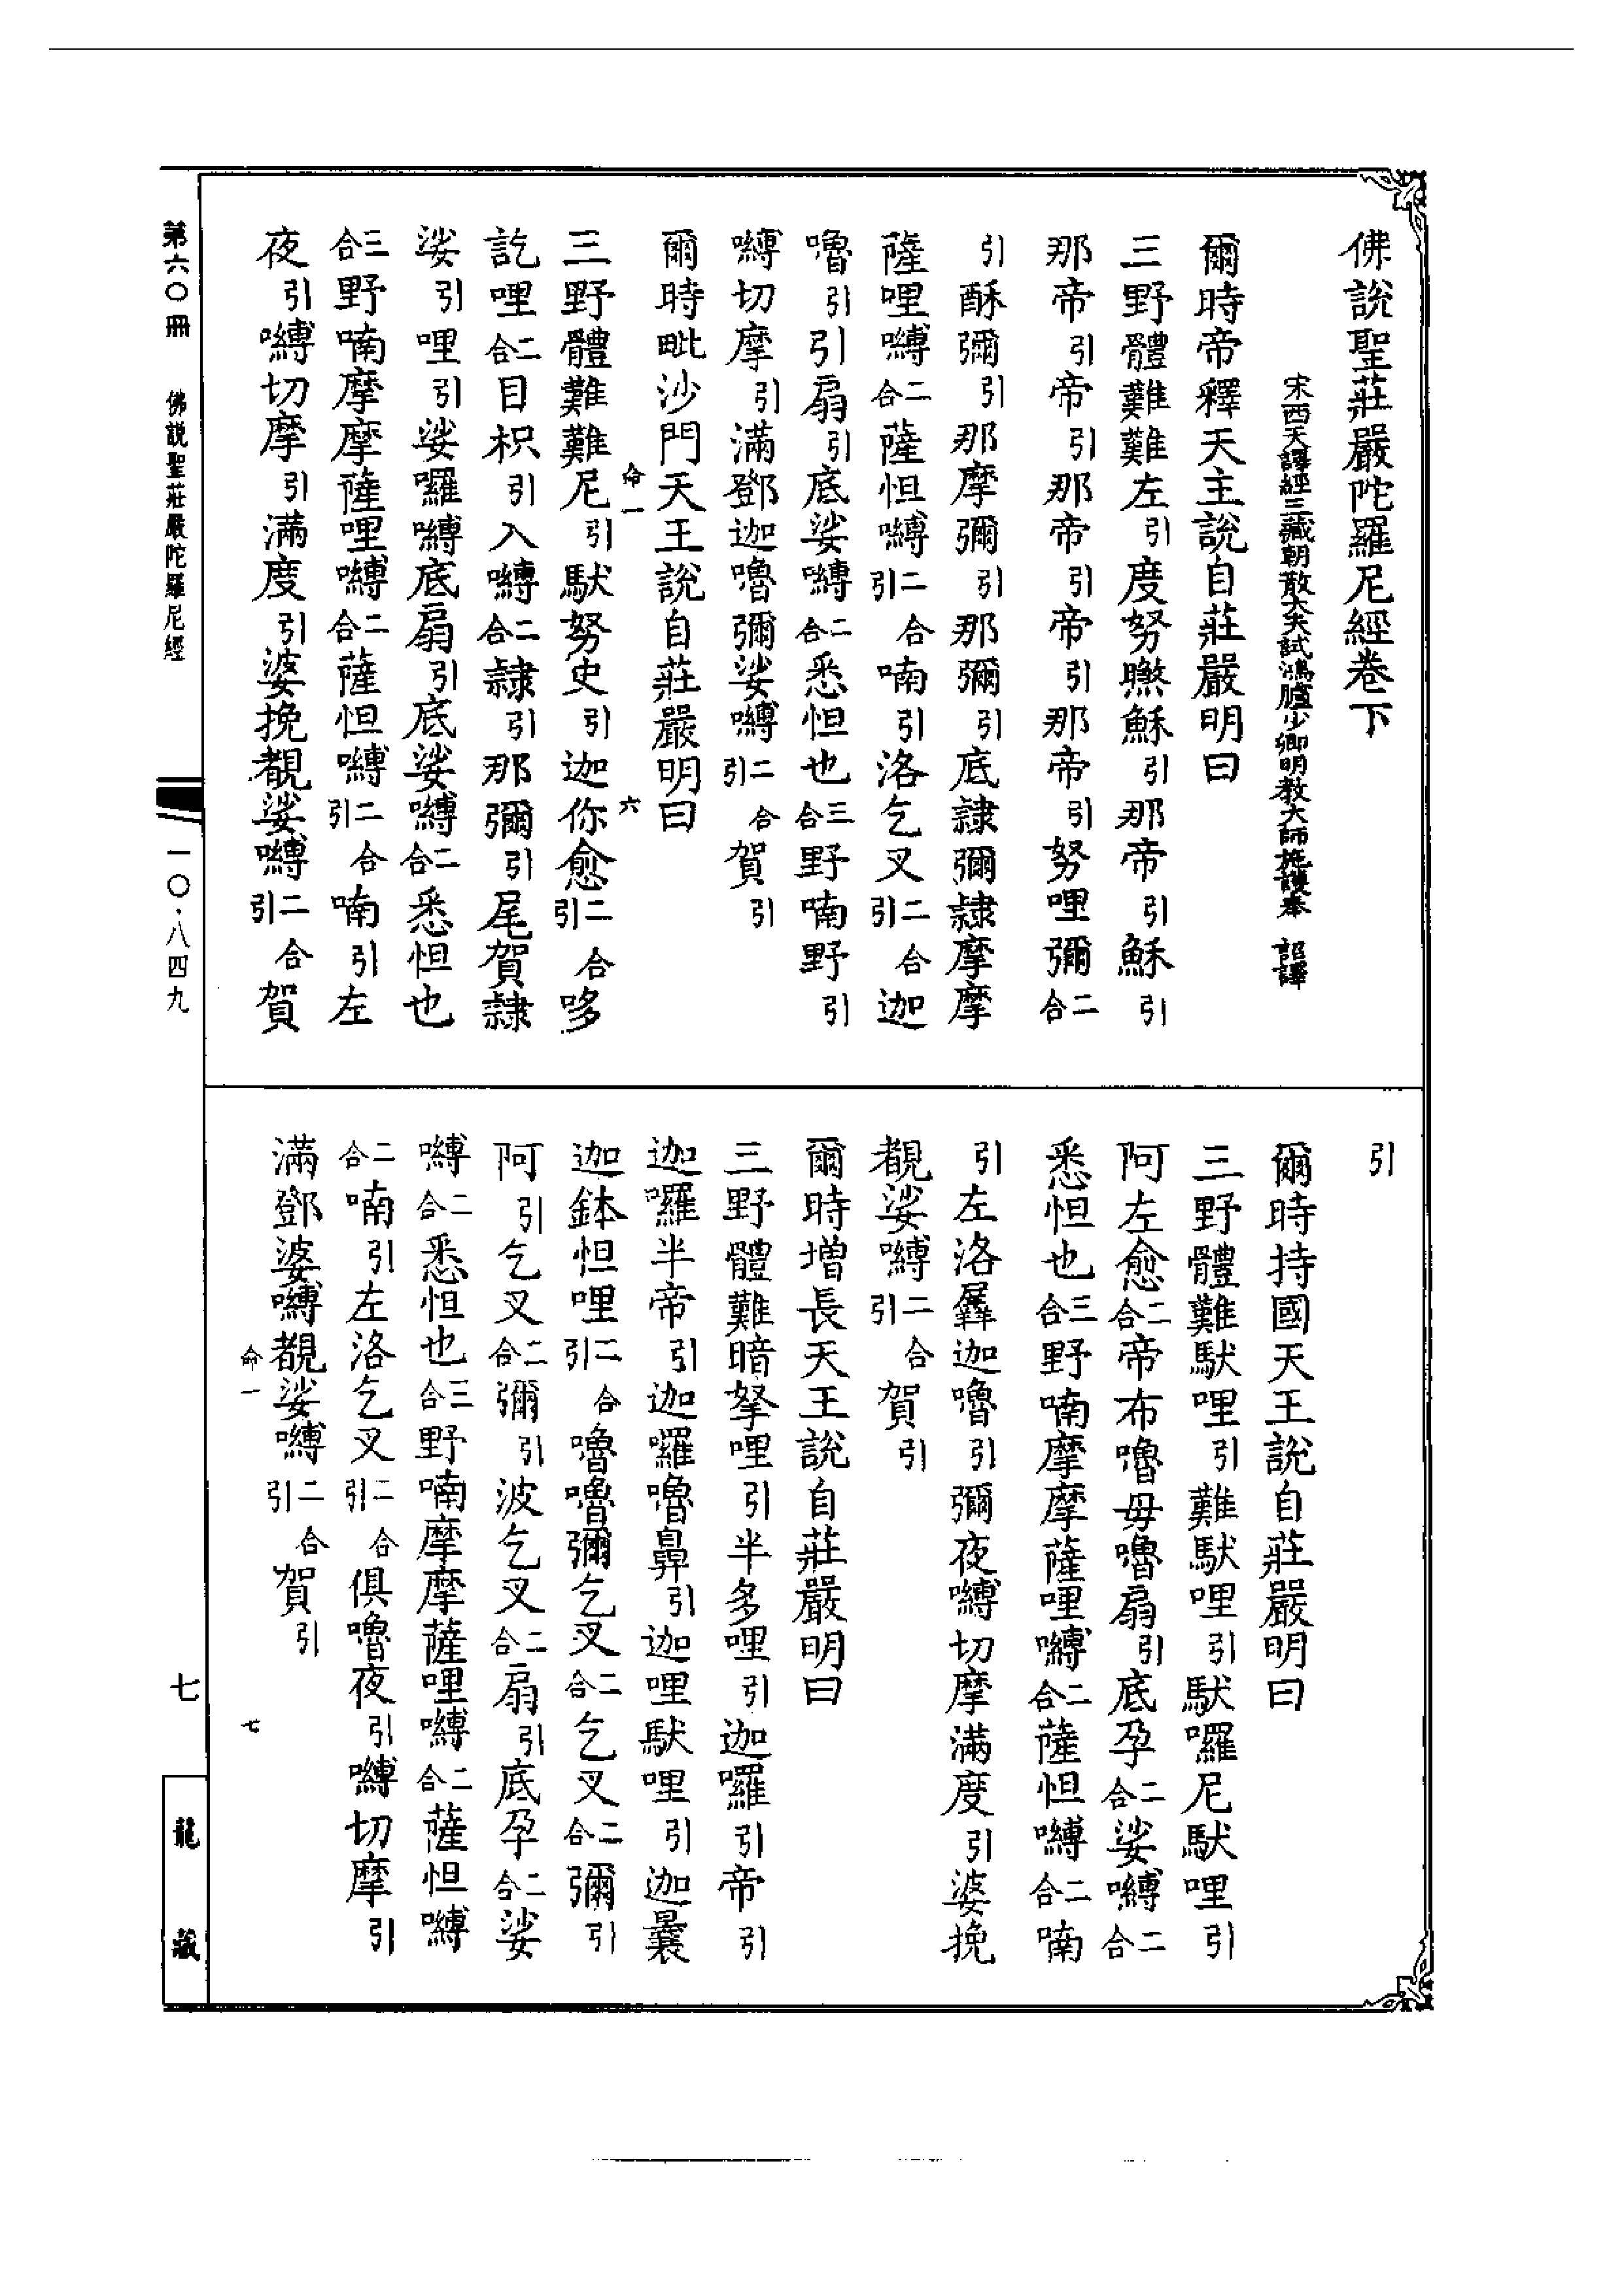 佛說聖莊嚴陀羅尼經卷下
宋西天譯經三藏朝散大夫試鴻臚少卿明教大師施護奉 詔譯
爾時帝釋天主說自莊嚴明曰
三野體難難左引度努㬠穌引那帝引穌引
那帝引帝引那帝引帝引那帝引努哩彌二合
引酥彌引那摩彌引那彌引底隸彌隸摩摩
薩哩嚩二合薩怛嚩二合引喃引洛乞叉二合引迦
嚕引引扇引底娑嚩二合悉怛也三合野喃野引
嚩切摩引滿鄧迦嚕彌娑嚩二合引賀引
爾時毗沙門天王說自莊嚴明曰
三野體難難尼引馱努史引迦你愈二合引哆
訖哩二合目枳引入嚩二合隸引那彌引尾賀隸
娑引哩引娑囉嚩底扇引底娑嚩二合悉怛也
三合野喃摩摩薩哩嚩二合薩怛嚩二合引喃引左
夜引嚩切摩引滿度引婆挽覩娑嚩二合引賀
引
爾時持國天王說自莊嚴明曰
三野體難馱哩引難馱哩引馱囉尼馱哩引
阿左愈二合帝布嚕毋嚕扇引底孕二合娑嚩二合
悉怛也三合野喃摩摩薩哩嚩二合薩怛嚩二合喃
引左洛羼迦嚕引彌夜嚩切摩滿度引婆挽
覩娑嚩二合引賀引
爾時增長天王說自莊嚴明曰
三野體難暗拏哩引半多哩引迦囉引帝引
迦囉半帝引迦囉嚕鼻引迦哩馱哩引迦曩
迦鉢怛哩二合引嚕嚕彌乞叉二合乞叉二合彌引
阿引乞叉二合彌引波乞叉二合扇引底孕二合娑
嚩二合悉怛也三合野喃摩摩薩哩嚩二合薩怛嚩
二合喃引左洛乞叉二合引俱嚕夜引嚩切摩引
滿鄧婆嚩覩娑嚩二合引賀引
命一
六
命一
七
第六〇冊 佛說聖莊嚴陀羅尼經
一〇·八四九
七
龍藏